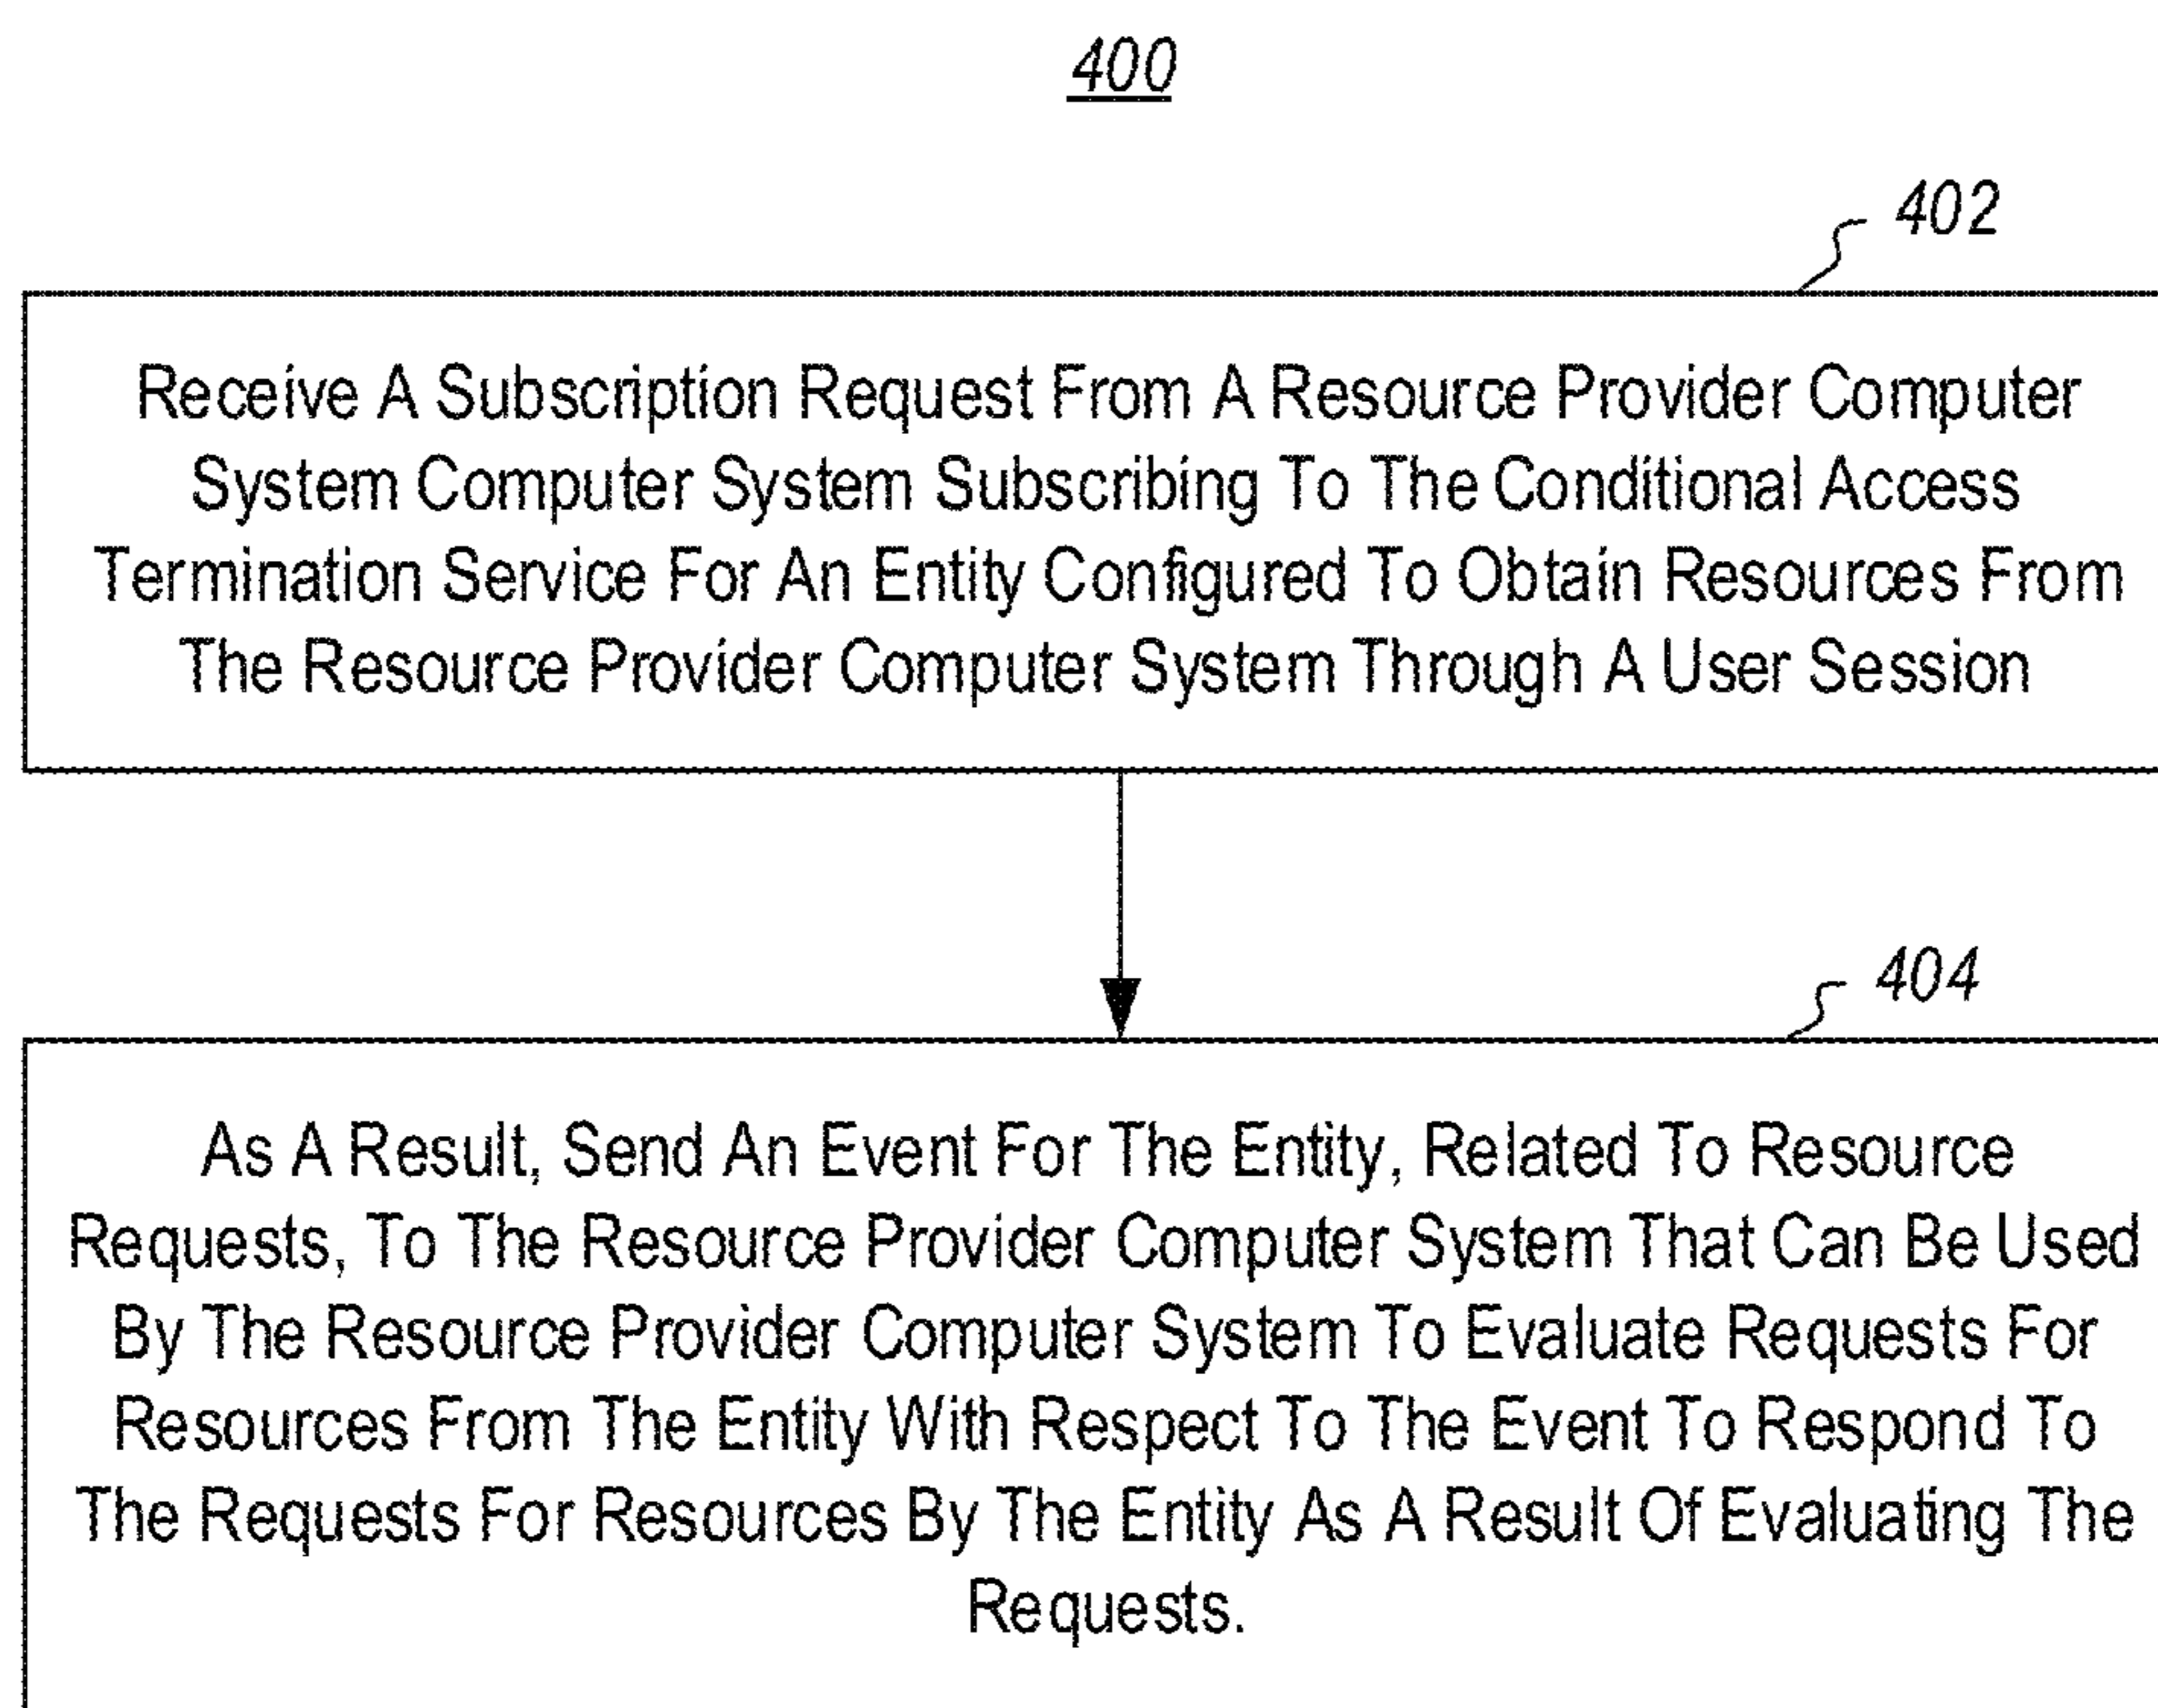 400
402
Receive A Subscription Request From A Resource Provider Computer
System Computer System Subscribing To The Conditional Access
Termination Service For An Entity Configured To Obtain Resources From
The Resource Provider Computer System Through A User Session
404
As A Result, Send An Event For The Entity, Related To Resource
Requests, To The Resource Provider Computer System That Can Be Used
By The Resource Provider Computer System To Evaluate Requests For
Resources From The Entity With Respect To The Event To Respond To
The Requests For Resources By The Entity As A Result Of Evaluating The
Requests.